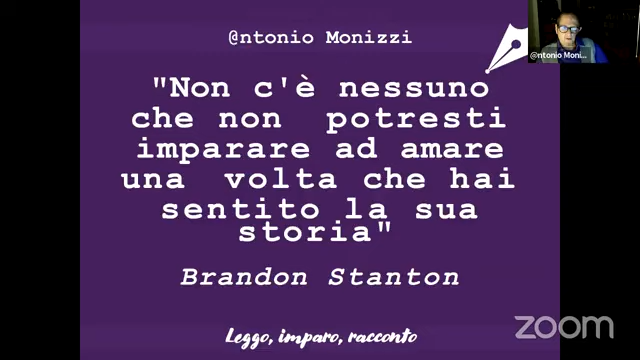 @ntonio Monizzi
@ntonio Moni...
"Non c'è nessuno
che non potresti
imparare ad amare
una volta che hai
sentito la sua
storia"
Brandon Stanton
Leggo, imparo, racconto
zoom